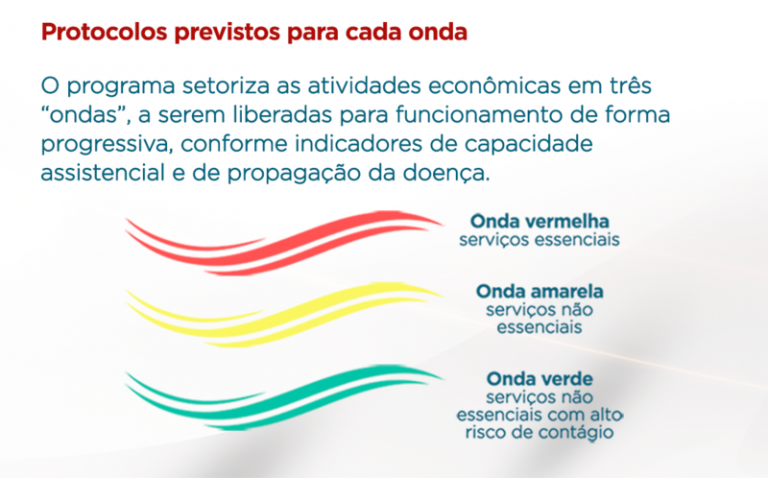 Protocolos previstos para cada onda
O programa setoriza as atividades econômicas em três
“ondas”, a serem liberadas para funcionamento de forma
progressiva, conforme indicadores de capacidade
assistencial e de propagação da doença.
Onda vermelha
serviços essenciais
Onda amarela
serviços não
essenciais
Onda verde
serviços não
essenciais com alto
risco de contágio